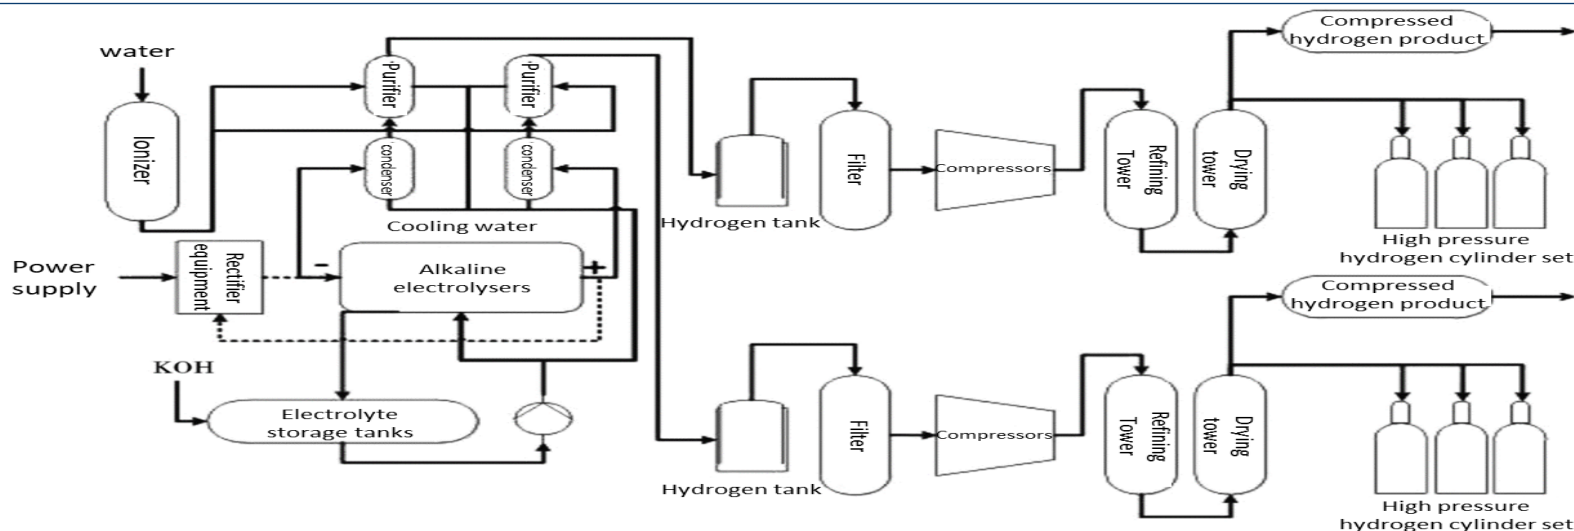 water
Ionizer
Purifier
Purifier
condenser
condenser
Cooling water
Power
supply
Rectifier
equipment
-
+
Alkaline
electrolysers
KOH
Electrolyte
storage tanks
Hydrogen tank
Filter
Compressors
Refining
Tower
Drying
tower
Compressed
hydrogen product
High pressure
hydrogen cylinder set
Hydrogen tank
Filter
Compressors
Refining
Tower
Drying
tower
Compressed
hydrogen product
High pressure
hydrogen cylinder set